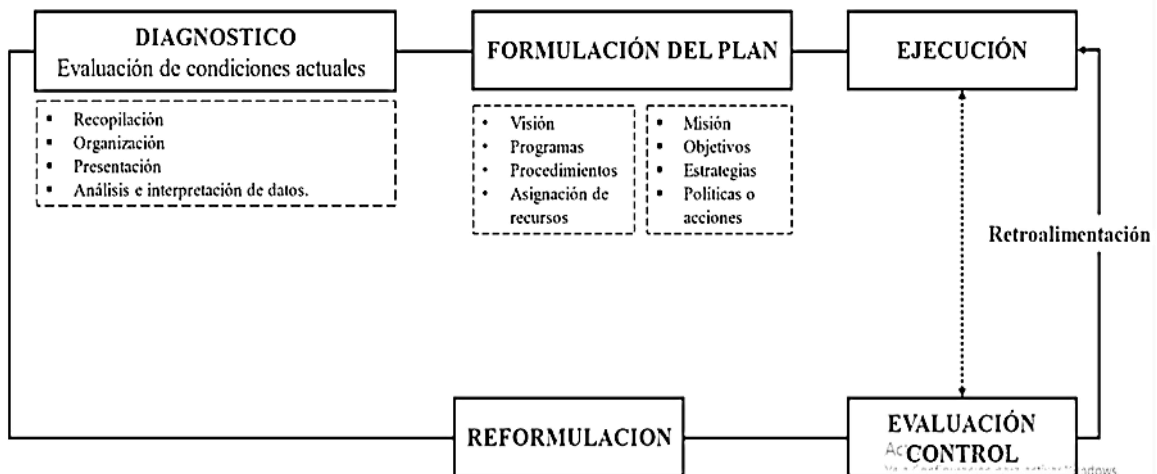 DIAGNOSTICO
Evaluación de condiciones actuales
▪ Recopilación
▪ Organización
▪ Presentación
▪ Análisis e interpretación de datos.
FORMULACIÓN DEL PLAN
• Visión
• Programas
• Procedimientos
• Asignación de
recursos
▪ Misión
▪ Objetivos
▪ Estrategias
▪ Políticas o
acciones
EJECUCIÓN
Retroalimentación
REFORMULACION
EVALUACIÓN
CONTROL